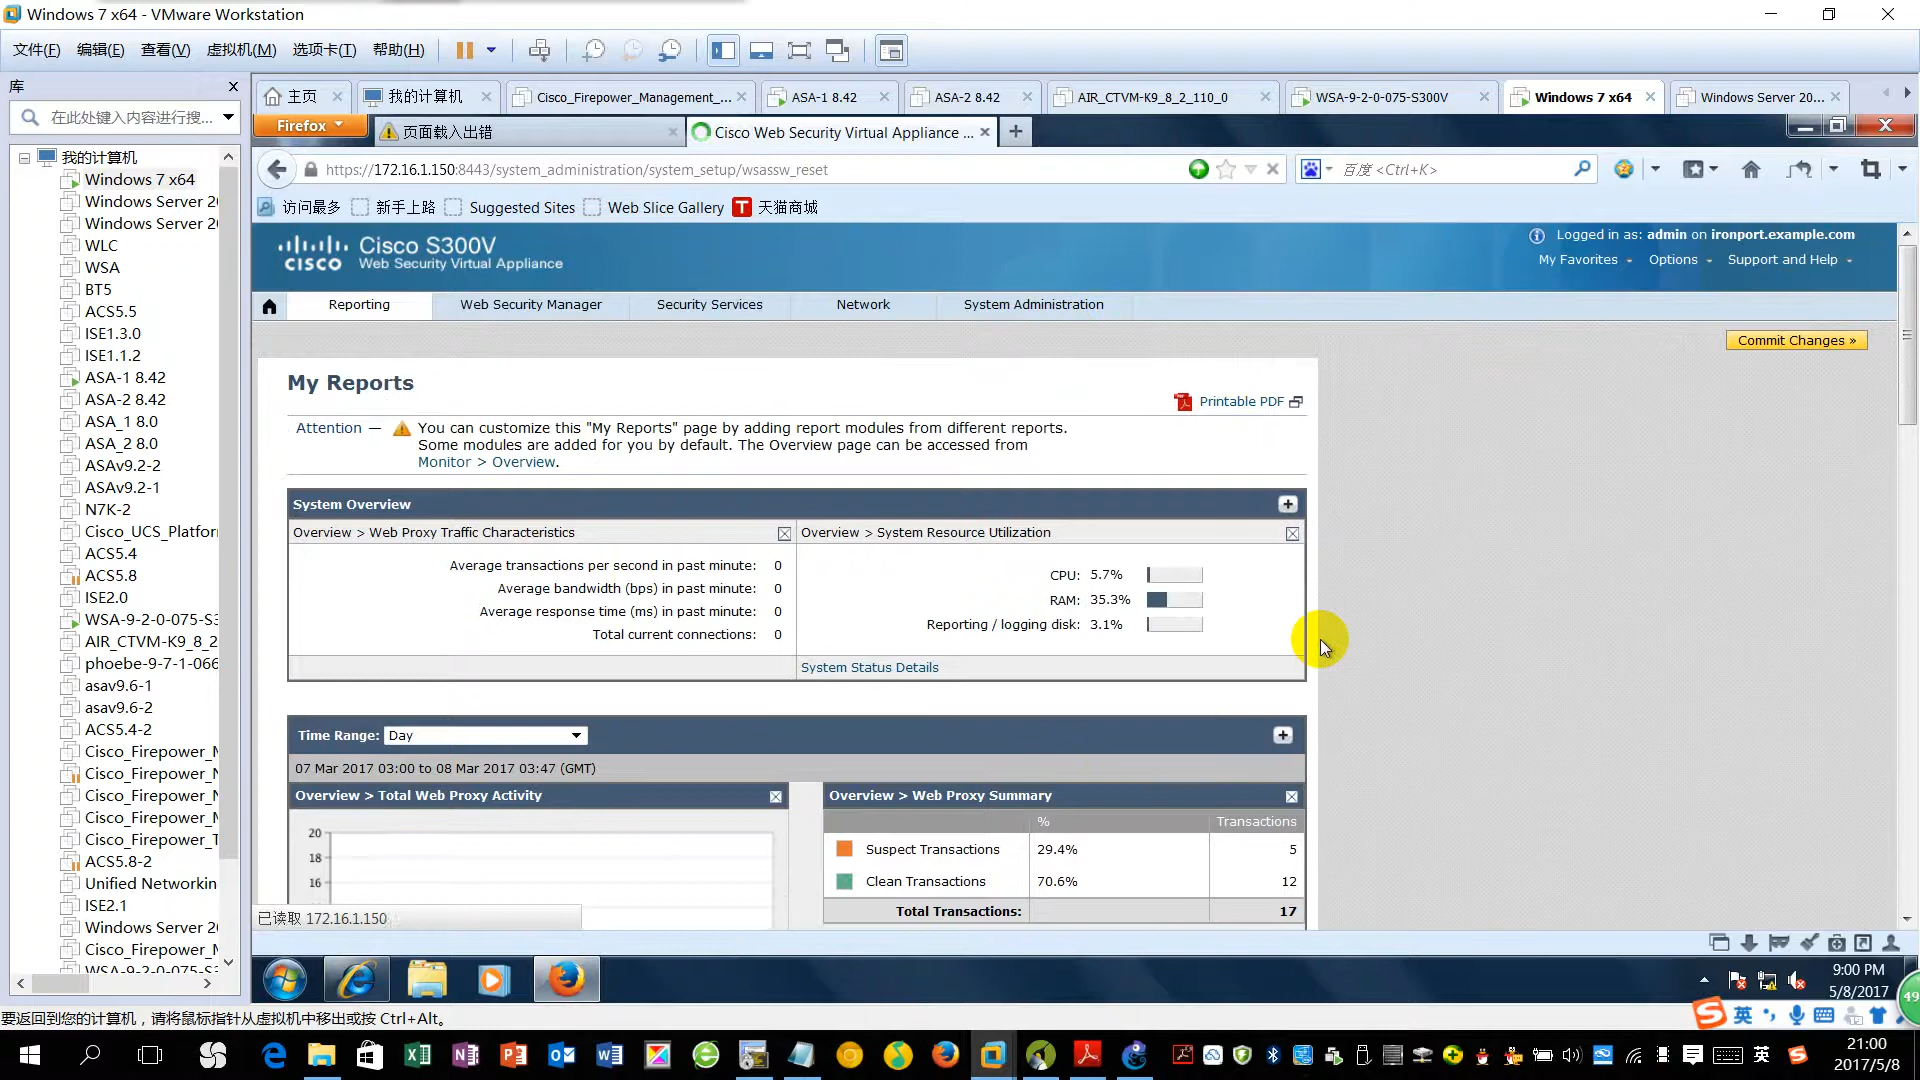 Windows 7 x64 - VMware Workstation
文件(F) 编辑(E) 查看(V) 虚拟机(M) 选项卡(T) 帮助(H)
库
在此处键入内容进行搜...
主页
我的计算机
Cisco_Firepower_Management_...
ASA-1 8.42
ASA-2 8.42
AIR_CTVM-K9_8_2_110_0
WSA-9-2-0-075-S300V
Windows 7 x64
Windows Server 20...
Firefox
页面载入出错
Cisco Web Security Virtual Appliance ...
https://172.16.1.150:8443/system_administration/system_setup/wsassw_reset
百度 <Ctrl+K>
访问最多
新手上路
Suggested Sites
Web Slice Gallery
天猫商城
我的计算机
Windows 7 x64
Windows Server 20
Windows Server 20
WLC
WSA
BT5
ACS5.5
ISE1.3.0
ISE1.1.2
ASA-1 8.42
ASA-2 8.42
ASA_1 8.0
ASA_2 8.0
ASAv9.2-2
ASAv9.2-1
N7K-2
Cisco_UCS_Platfor
ACS5.4
ACS5.8
ISE2.0
WSA-9-2-0-075-S3
AIR_CTVM-K9_8_2
phoebe-9-7-1-066
asav9.6-1
asav9.6-2
ACS5.4-2
Cisco_Firepower_M
Cisco_Firepower_N
Cisco_Firepower_N
Cisco_Firepower_M
Cisco_Firepower_T
ACS5.8-2
Unified Networkin
ISE2.1
Windows Server 20
Cisco_Firepower_M
WSA-9-2-0-075-S3
CISCO
Cisco S300V
Web Security Virtual Appliance
Logged in as: admin on ironport.example.com
My Favorites
Options
Support and Help
Reporting
Web Security Manager
Security Services
Network
System Administration
Commit Changes »
My Reports
Printable PDF
Attention — You can customize this "My Reports" page by adding report modules from different reports.
Some modules are added for you by default. The Overview page can be accessed from
Monitor > Overview.
System Overview
Overview > Web Proxy Traffic Characteristics
Average transactions per second in past minute: 0
Average bandwidth (bps) in past minute: 0
Average response time (ms) in past minute: 0
Total current connections: 0
Overview > System Resource Utilization
CPU: 5.7%
RAM: 35.3%
Reporting / logging disk: 3.1%
System Status Details
Time Range: Day
07 Mar 2017 03:00 to 08 Mar 2017 03:47 (GMT)
Overview > Total Web Proxy Activity
20
18
16
Overview > Web Proxy Summary
% Transactions
Suspect Transactions 29.4% 5
Clean Transactions 70.6% 12
Total Transactions: 17
已读取 172.16.1.150
9:00 PM
5/8/2017
49
英
要返回到您的计算机，请将鼠标指针从虚拟机中移出或按 Ctrl+Alt。
英
21:00
2017/5/8